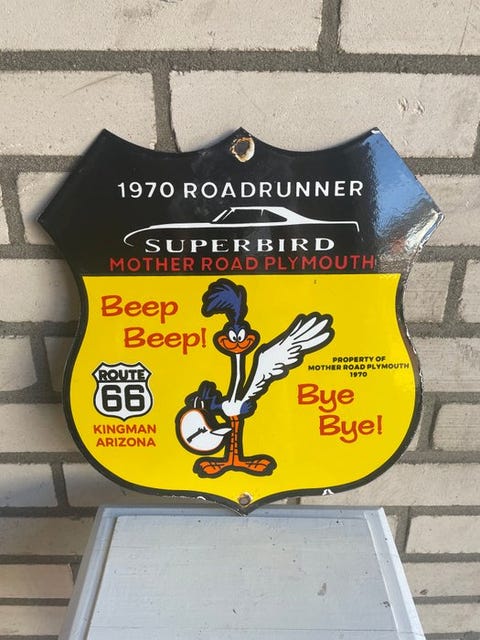 1970 ROADRUNNER
SUPERBIRD
MOTHER ROAD PLYMOUTH
Beep
Beep!
ROUTE
66
KINGMAN
ARIZONA
PROPERTY OF
MOTHER ROAD PLYMOUTH
1970
Bye
Bye!